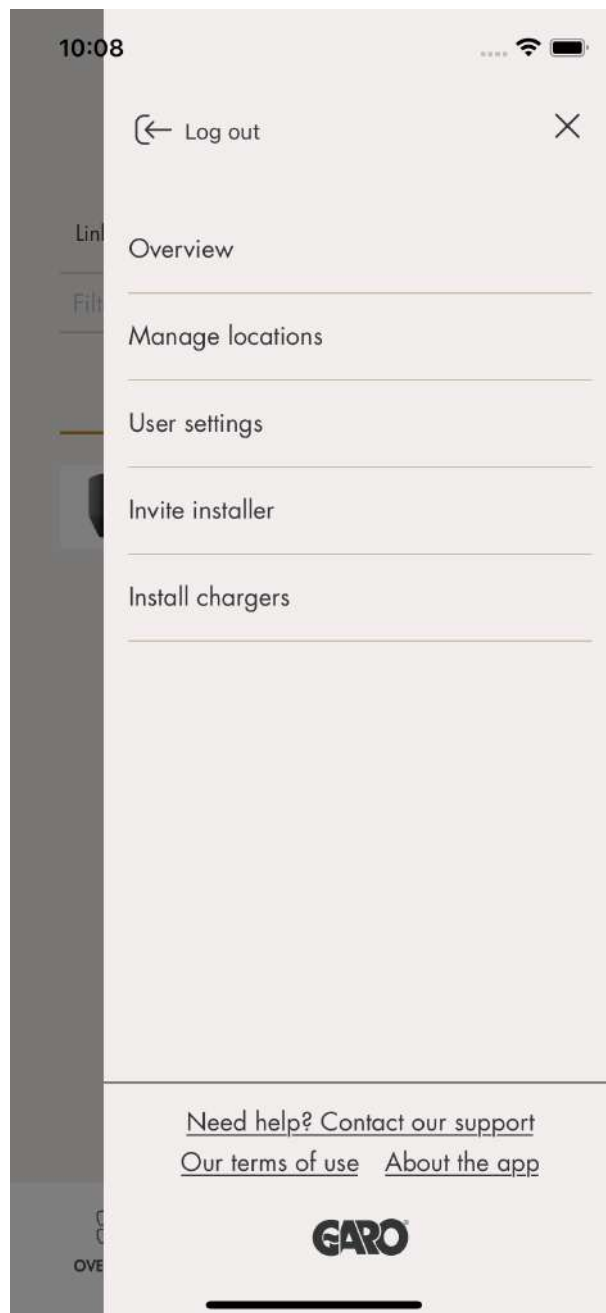 10:08
Log out
Overview
Manage locations
User settings
Invite installer
Install chargers
Need help? Contact our support
Our terms of use About the app
GARO